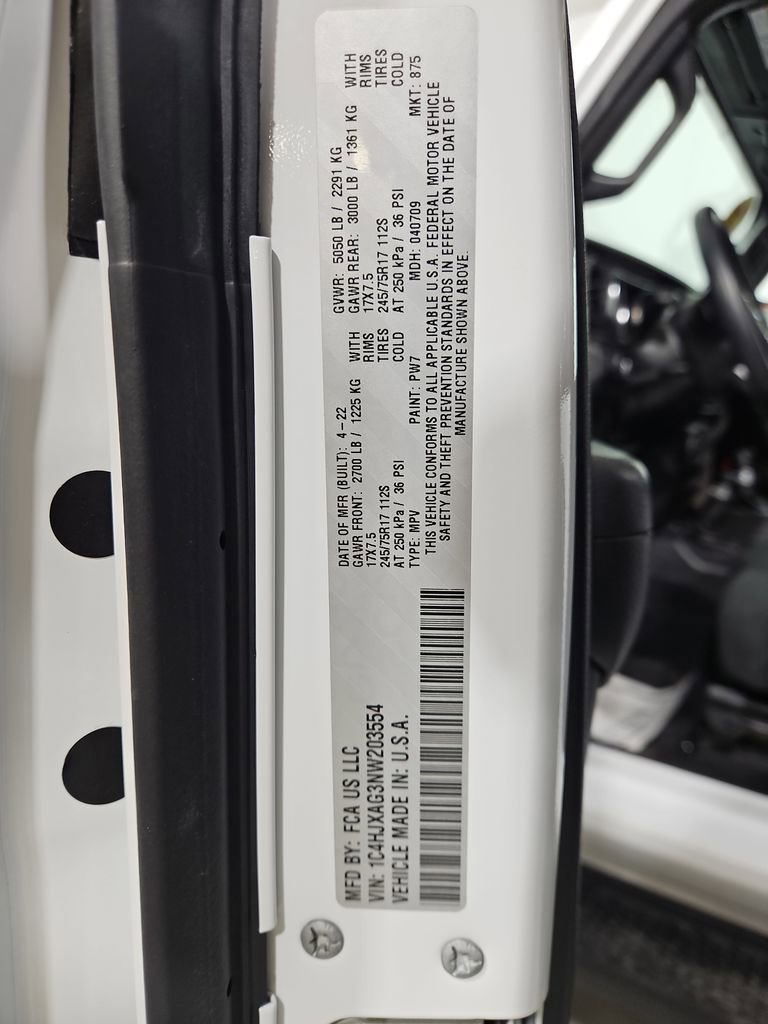 MFD BY: FCA US LLC
VIN: 1C4HJXAG3NW203554
VEHICLE MADE IN: U.S.A.
DATE OF MFR (BUILT): 4-22 GVWR: 5050 LB / 2291 KG
GAWR FRONT: 2700 LB / 1225 KG WITH GAWR REAR: 3000 LB / 1361 KG WITH
17X7.5 RIMS 17X7.5 RIMS
245/75R17 112S TIRES 245/75R17 112S TIRES
AT 250 kPa / 36 PSI COLD AT 250 kPa / 36 PSI COLD
TYPE: MPV PAINT: PW7 MDH: 040709 MKT: 875
THIS VEHICLE CONFORMS TO ALL APPLICABLE U.S.A. FEDERAL MOTOR VEHICLE
SAFETY AND THEFT PREVENTION STANDARDS IN EFFECT ON THE DATE OF
MANUFACTURE SHOWN ABOVE.